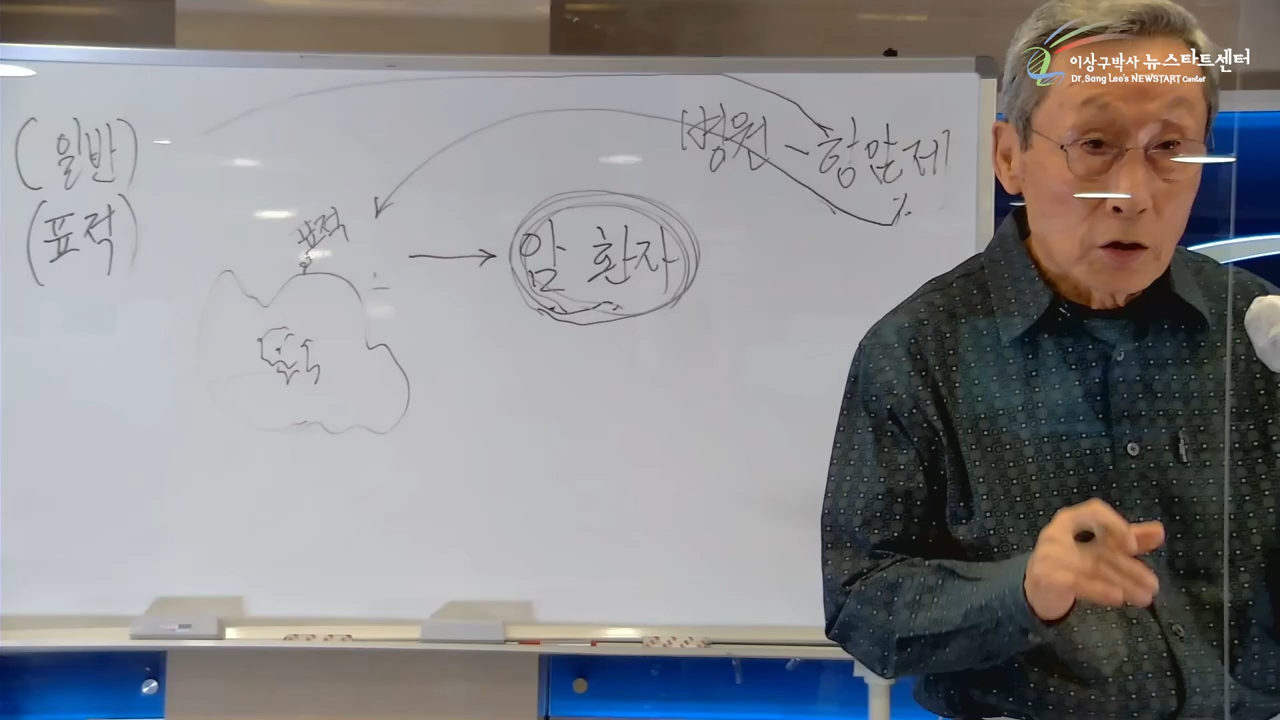 이상구박사 뉴스타트센터
Dr. Sang Lee's NEWSTART Center
(일반)
(표적)
병원 - 항암제
표적
암 환자